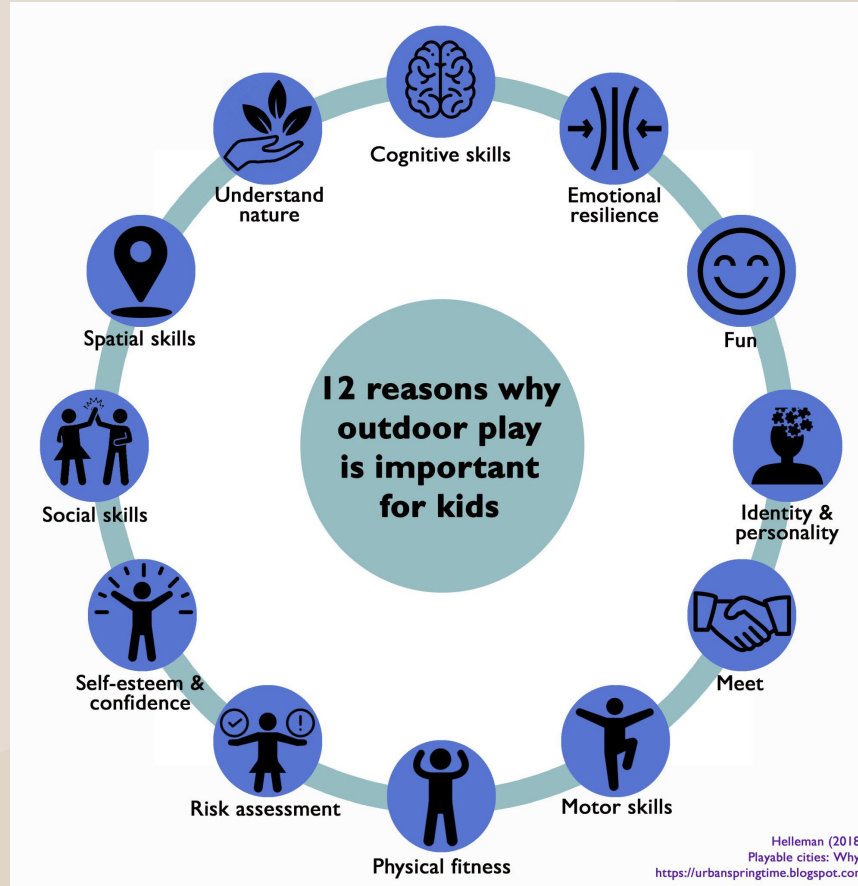 12 reasons why
outdoor play
is important
for kids
Cognitive skills
Emotional
resilience
Fun
Identity &
personality
Meet
Motor skills
Physical fitness
Risk assessment
Self-esteem &
confidence
Social skills
Spatial skills
Understand
nature
Helleman (2018
Playable cities: Why
https://urbanspringtime.blogspot.com